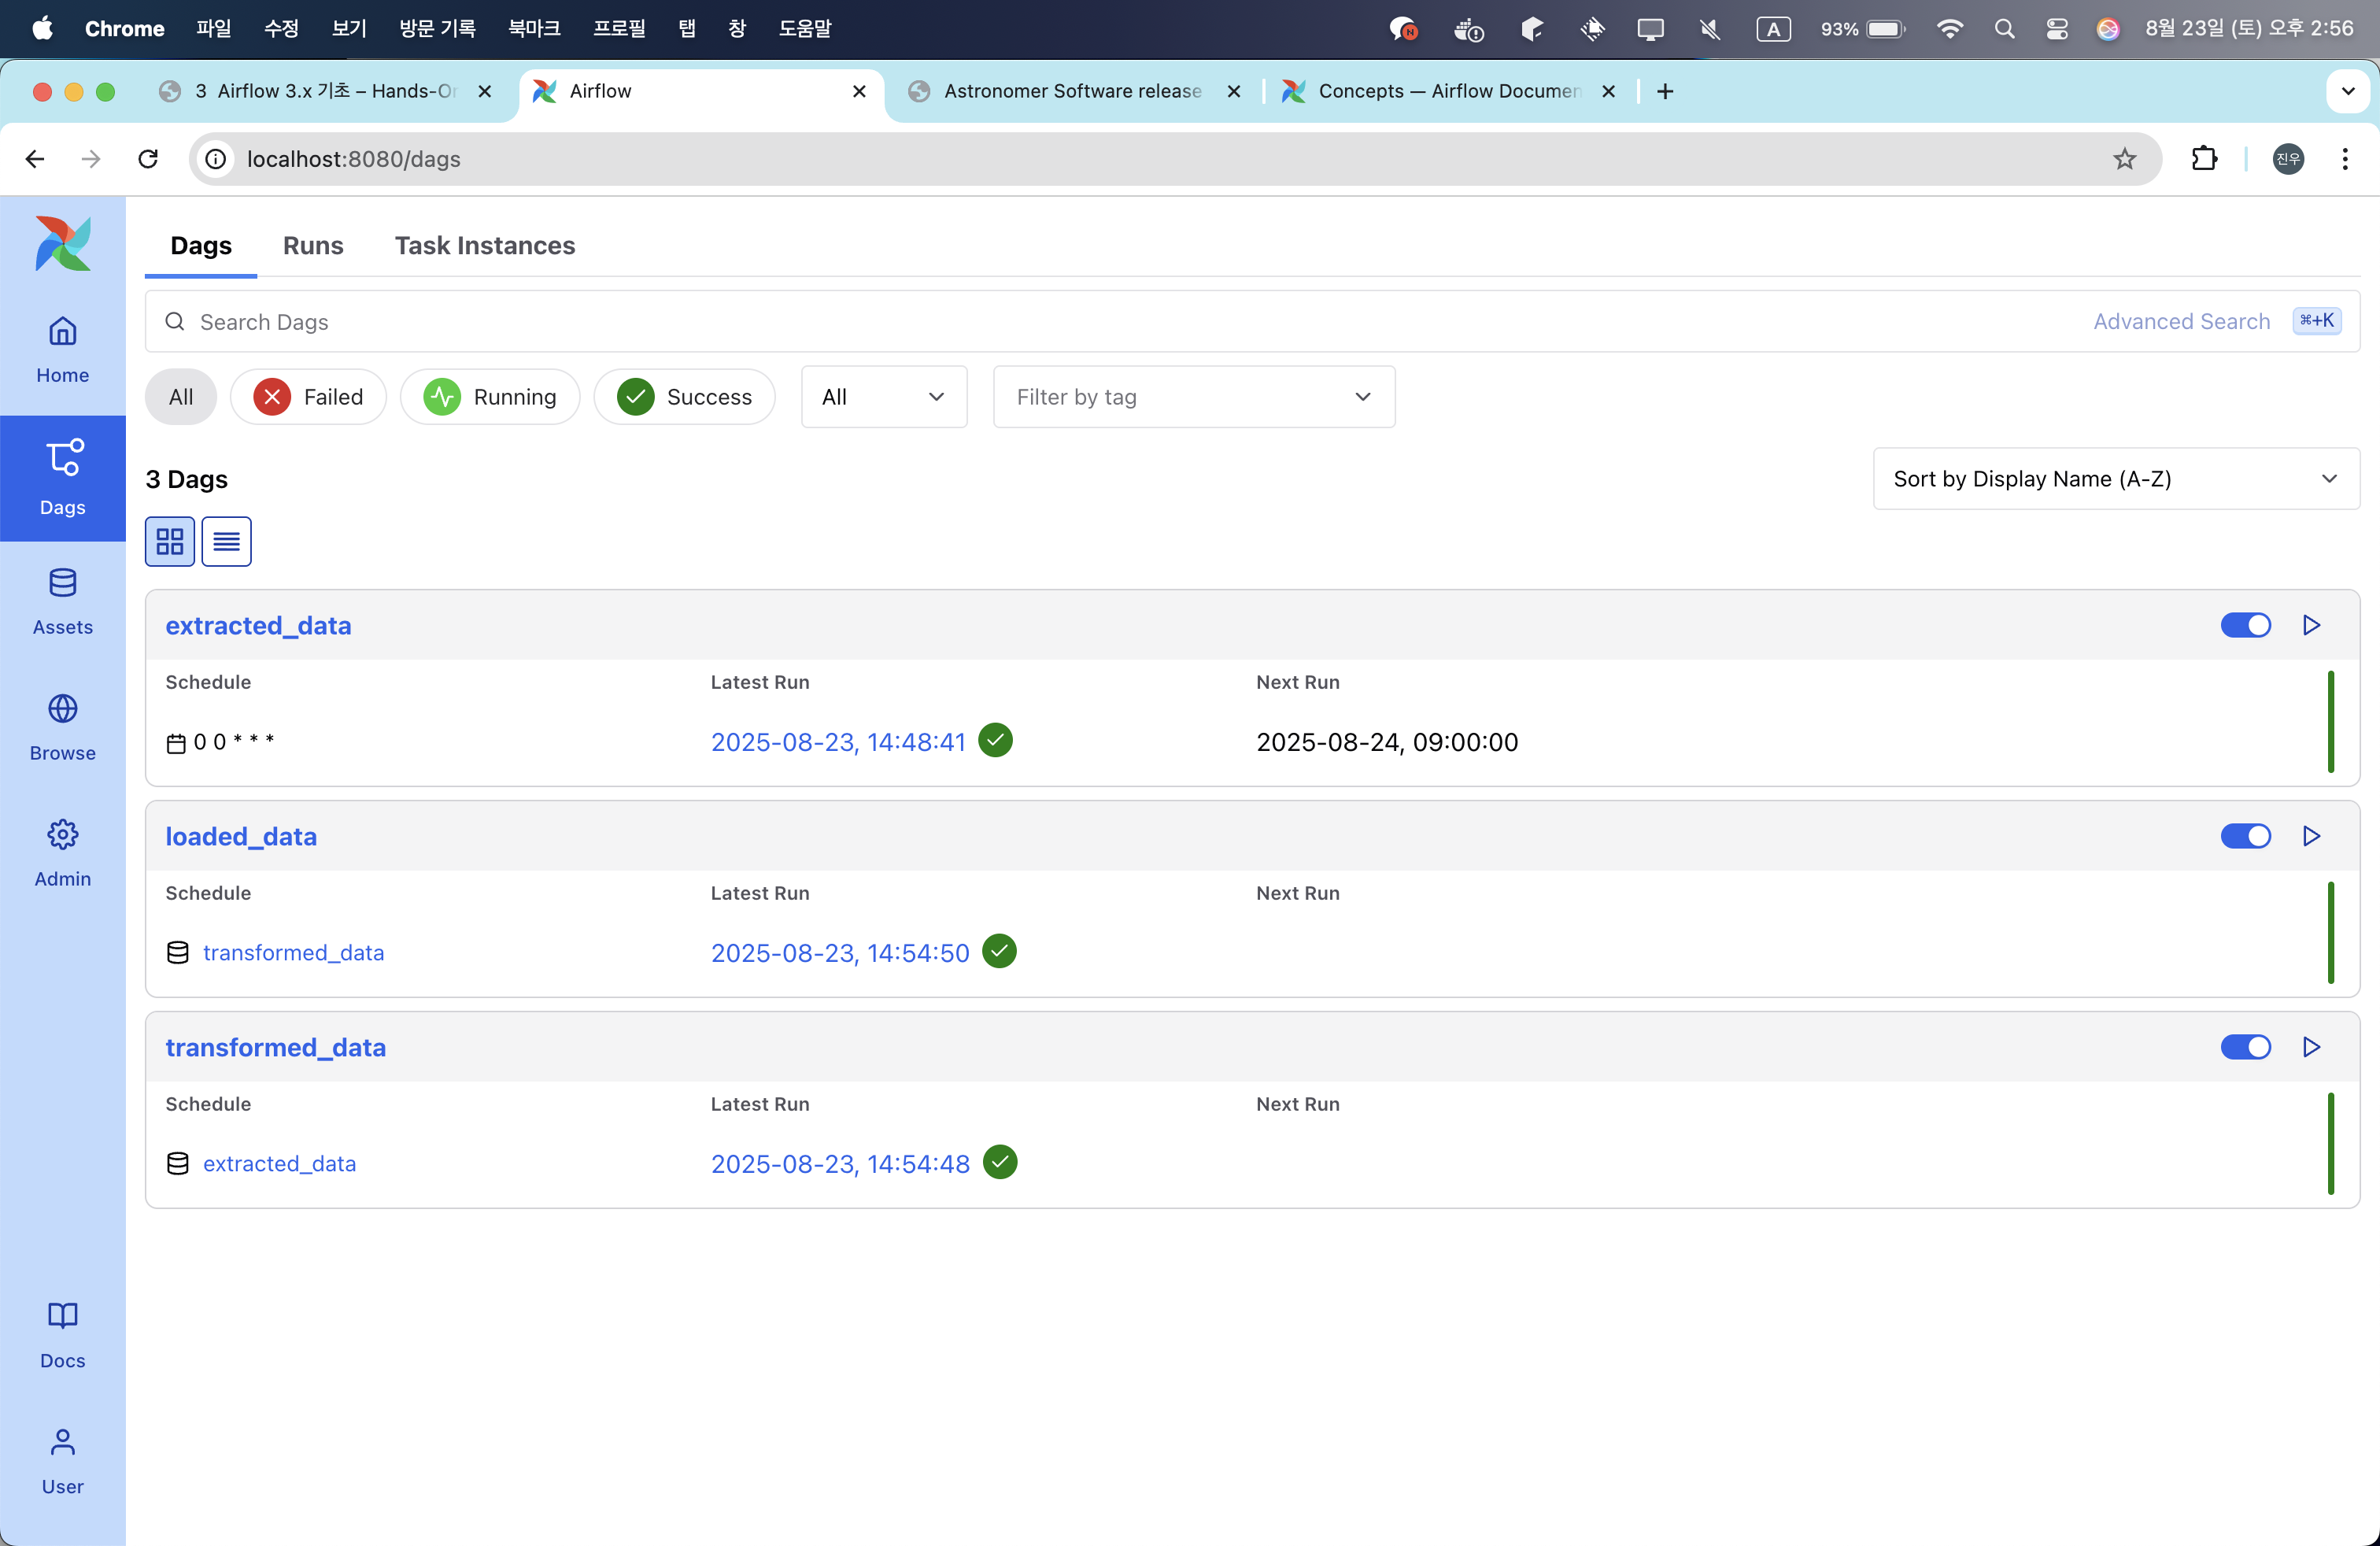 Chrome 파일 수정 보기 방문 기록 북마크 프로필 탭 창 도움말 N A 93% 8월 23일 (토) 오후 2:56
3 Airflow 3.x 기초 – Hands-On Airflow Astronomer Software release Concepts — Airflow Documen
localhost:8080/dags 진우
Dags Runs Task Instances
Search Dags Advanced Search ⌘+K
Home
All Failed Running Success All Filter by tag
3 Dags Sort by Display Name (A-Z)
Dags
Assets
Browse
Admin
extracted_data
Schedule Latest Run Next Run
0 0 * * * 2025-08-23, 14:48:41 2025-08-24, 09:00:00
loaded_data
Schedule Latest Run Next Run
transformed_data 2025-08-23, 14:54:50
transformed_data
Schedule Latest Run Next Run
extracted_data 2025-08-23, 14:54:48
Docs
User